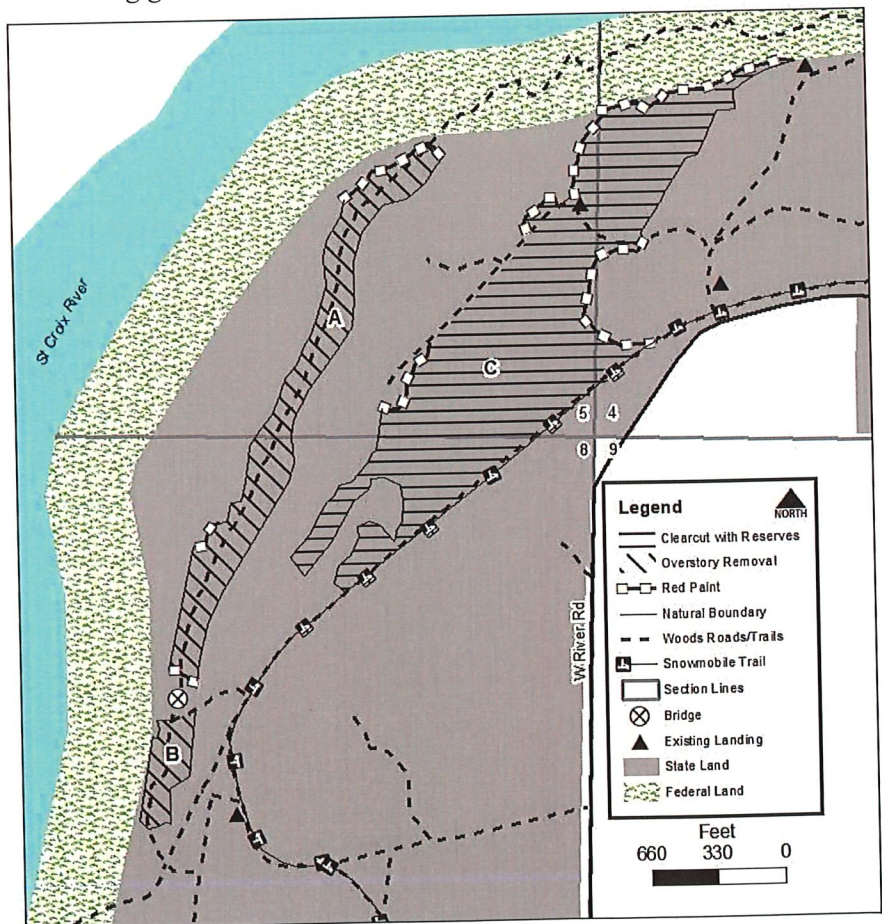 St Croix River
A
C
5 4
8 9
W River Rd
B
Legend
NORTH
Clearcut with Reserves
Overstory Removal
Red Paint
Natural Boundary
Woods Roads/Trails
Snowmobile Trail
Section Lines
Bridge
Existing Landing
State Land
Federal Land
Feet
660 330 0